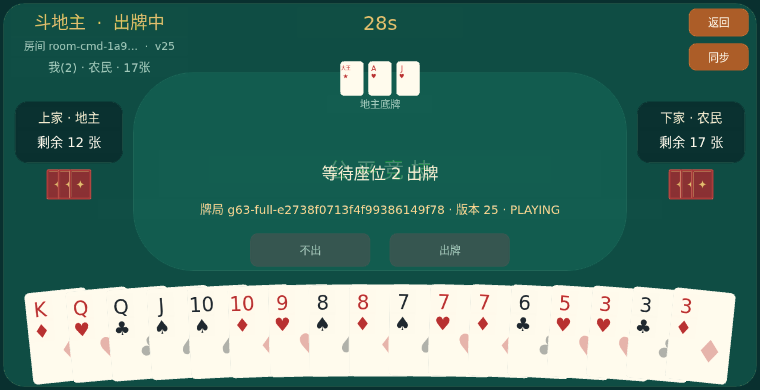 斗地主 · 出牌中
房间 room-cmd-1a9... · v25
我(2) · 农民 · 17张
28s
返回
同步
大王
A
J
地主底牌
上家 · 地主
剩余 12 张
下家 · 农民
剩余 17 张
等待座位 2 出牌
牌局 g63-full-e2738f0713f4f99386149f78 · 版本 25 · PLAYING
不出
出牌
K Q Q J 10 10 9 8 8 7 7 7 6 5 3 3 3